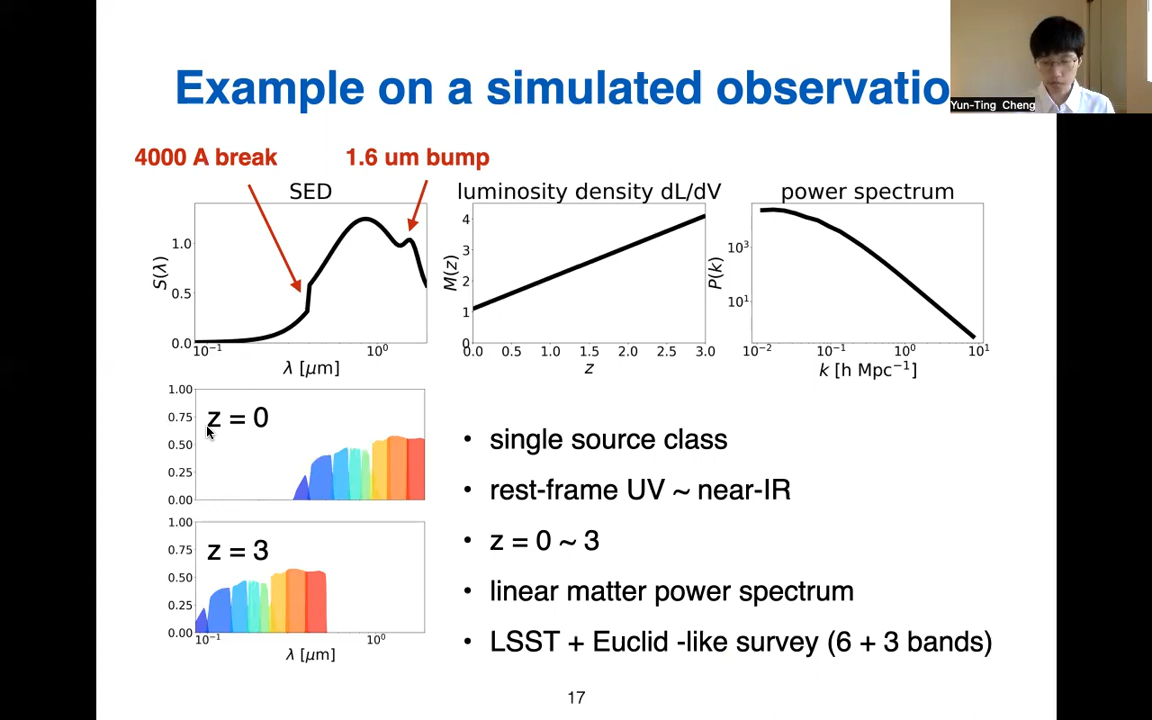 Example on a simulated observatio
Yun-Ting Cheng
4000 A break
1.6 um bump
SED
luminosity density dL/dV
power spectrum
S(λ)
1.0
0.5
0.0
10⁻¹
10⁰
λ [μm]
M(z)
4
3
2
1
0
0.0 0.5 1.0 1.5 2.0 2.5 3.0
z
P(k)
10³
10¹
10⁻² 10⁻¹ 10⁰ 10¹
k [h Mpc⁻¹]
1.00
0.75
0.50
0.25
0.00
z = 0
1.00
0.75
0.50
0.25
0.00
z = 3
10⁻¹
10⁰
λ [μm]
• single source class
• rest-frame UV ~ near-IR
• z = 0 ~ 3
• linear matter power spectrum
• LSST + Euclid -like survey (6 + 3 bands)
17